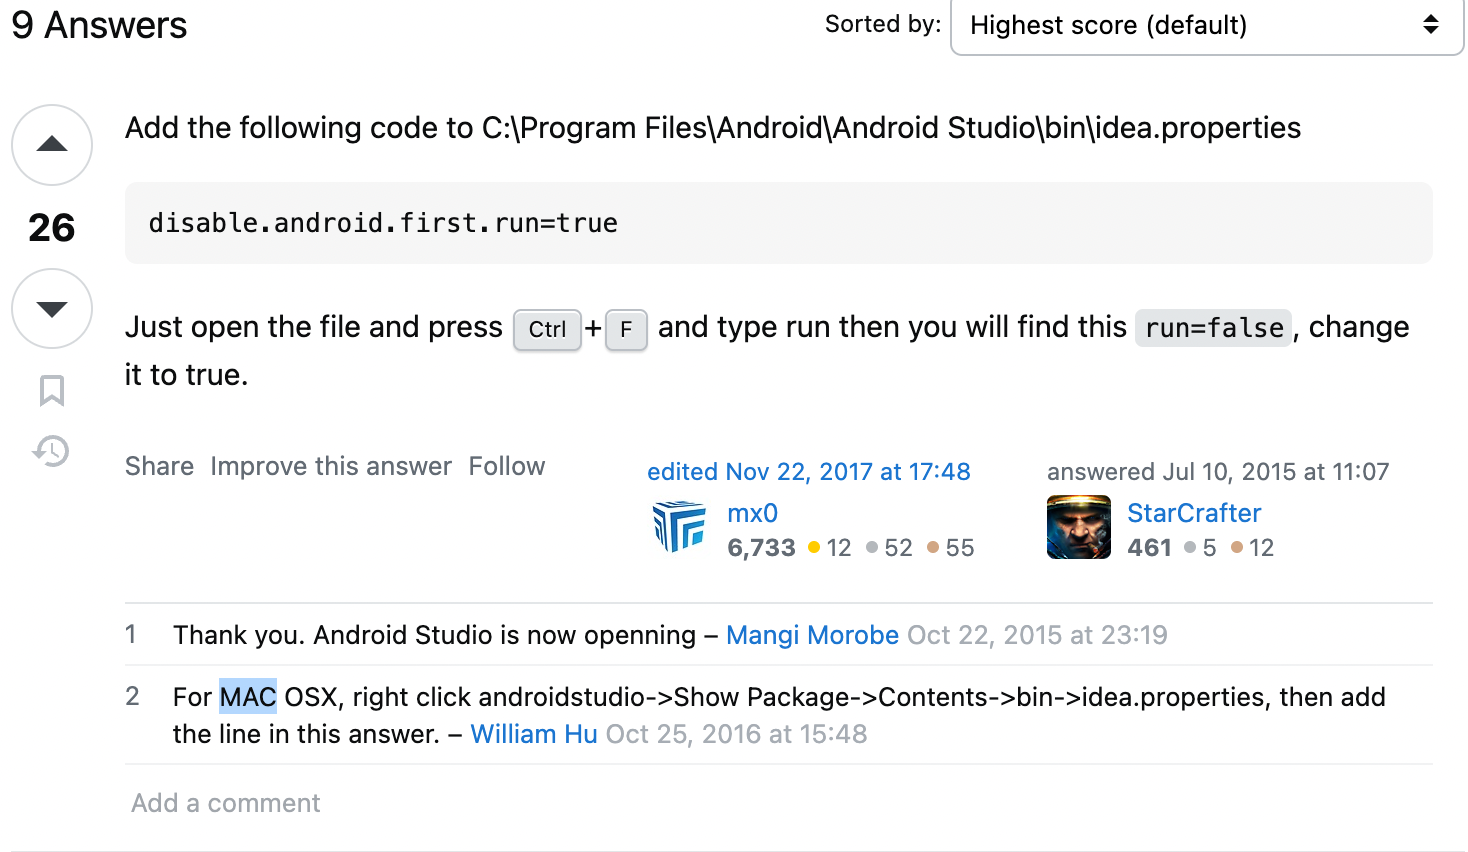 9 Answers
Sorted by: Highest score (default)
Add the following code to C:\Program Files\Android\Android Studio\bin\idea.properties
26
disable.android.first.run=true
Just open the file and press Ctrl+F and type run then you will find this run=false, change
it to true.
Share Improve this answer Follow
edited Nov 22, 2017 at 17:48
mx0
6,733 12 52 55
answered Jul 10, 2015 at 11:07
StarCrafter
461 5 12
1 Thank you. Android Studio is now openning – Mangi Morobe Oct 22, 2015 at 23:19
2 For MAC OSX, right click androidstudio->Show Package->Contents->bin->idea.properties, then add
the line in this answer. – William Hu Oct 25, 2016 at 15:48
Add a comment